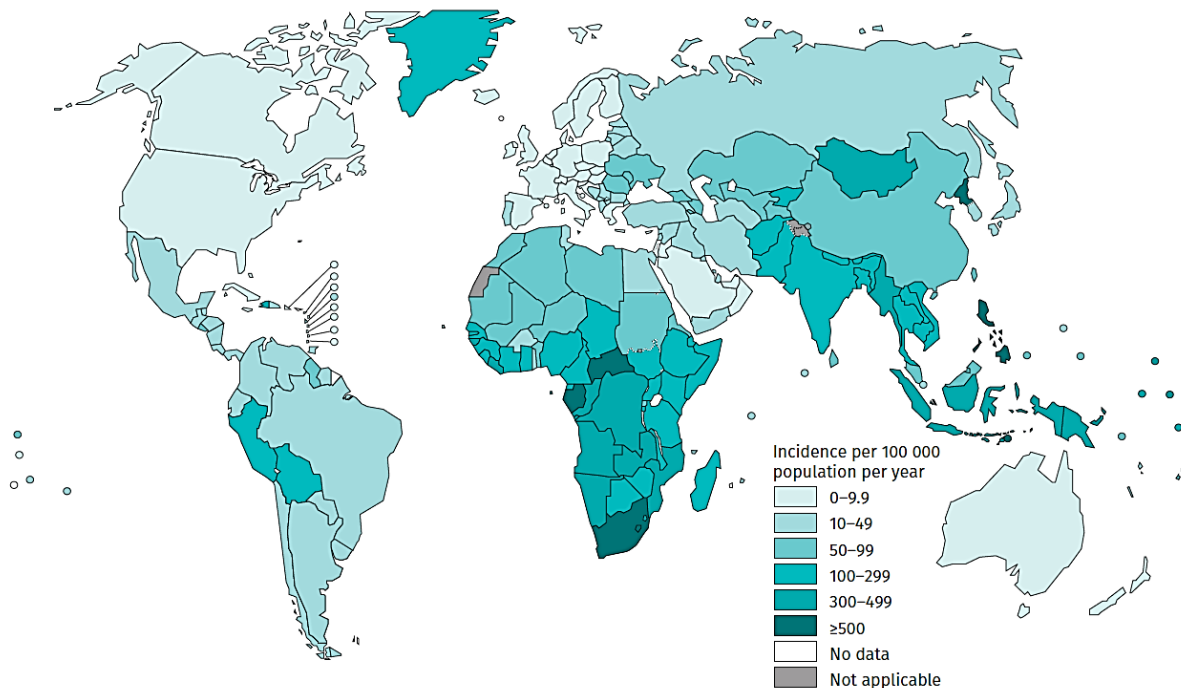 Incidence per 100 000
population per year
0–9.9
10–49
50–99
100–299
300–499
≥500
No data
Not applicable